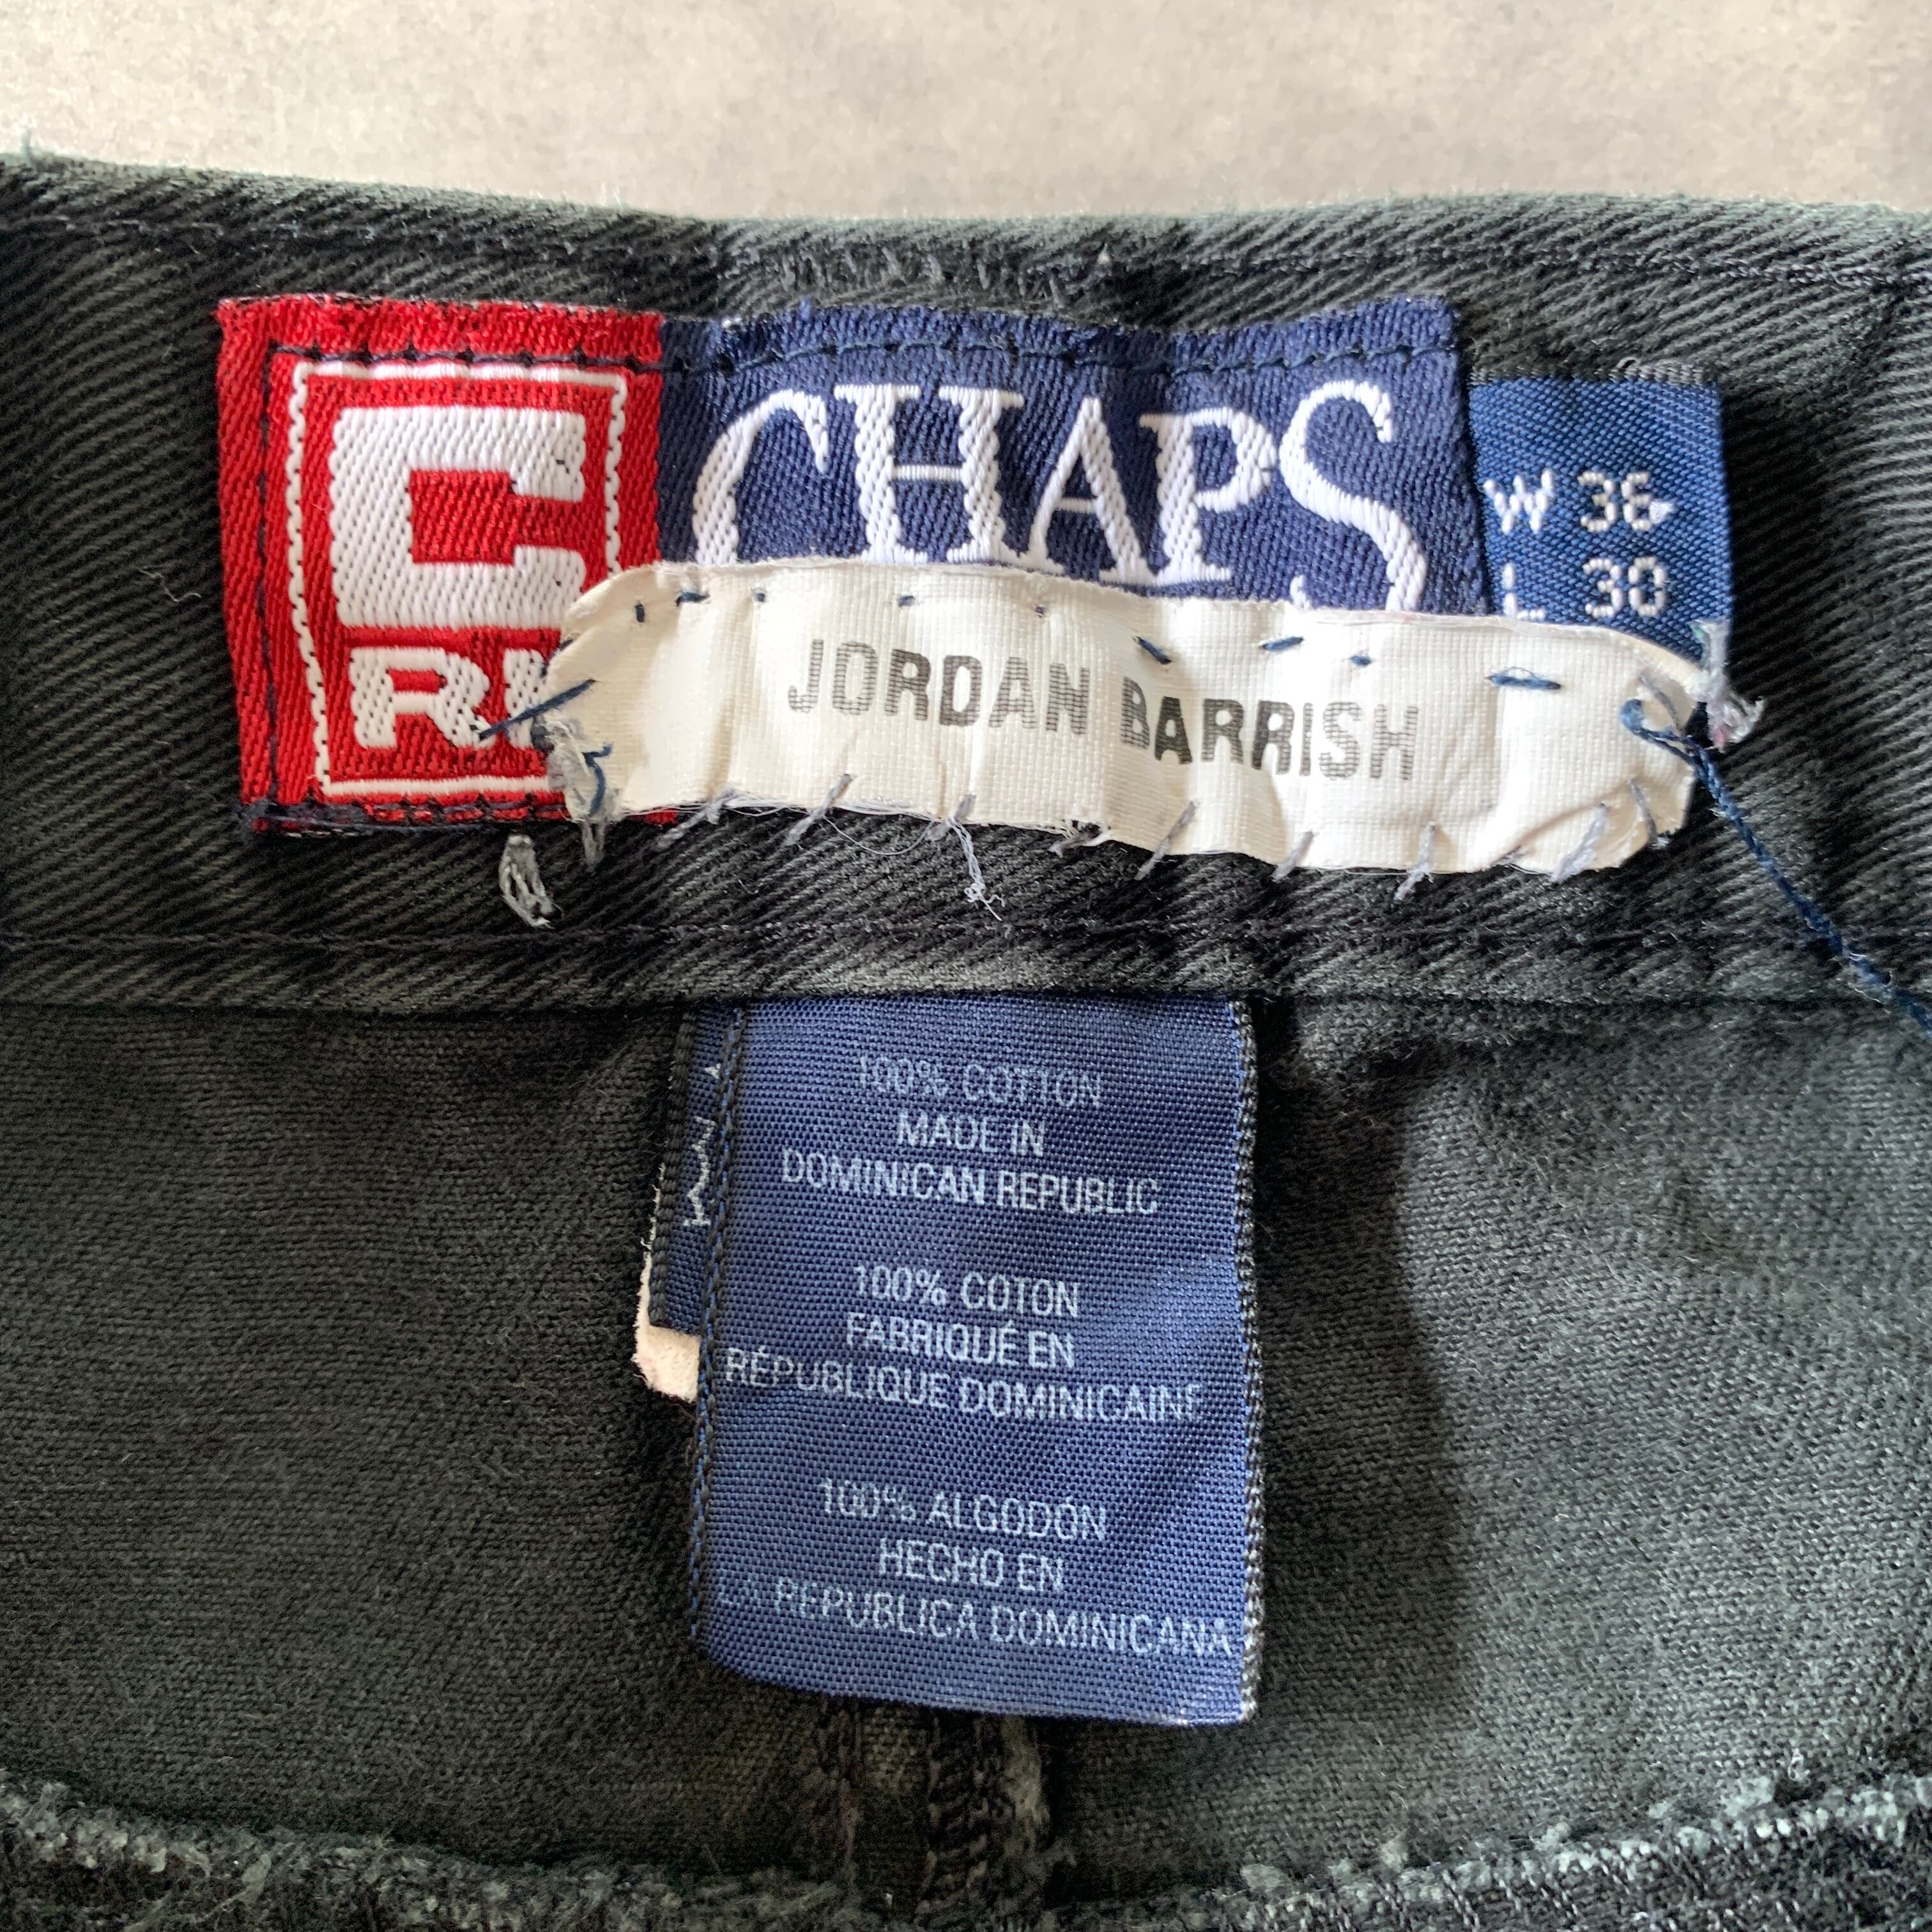 C
CHAPS
W 36
L 30
JORDAN BARRISH
100% COTTON
MADE IN
DOMINICAN REPUBLIC
100% COTON
FABRIQUÉ EN
RÉPUBLIQUE DOMINICAINE
100% ALGODÓN
HECHO EN
REPUBLICA DOMINICANA